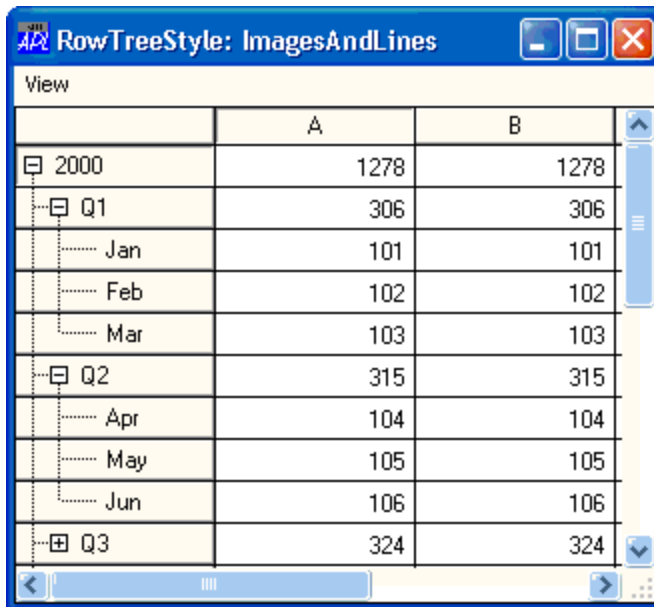 APL RowTreeStyle: ImagesAndLines
View
A B
2000 1278 1278
Q1 306 306
Jan 101 101
Feb 102 102
Mar 103 103
Q2 315 315
Apr 104 104
May 105 105
Jun 106 106
Q3 324 324